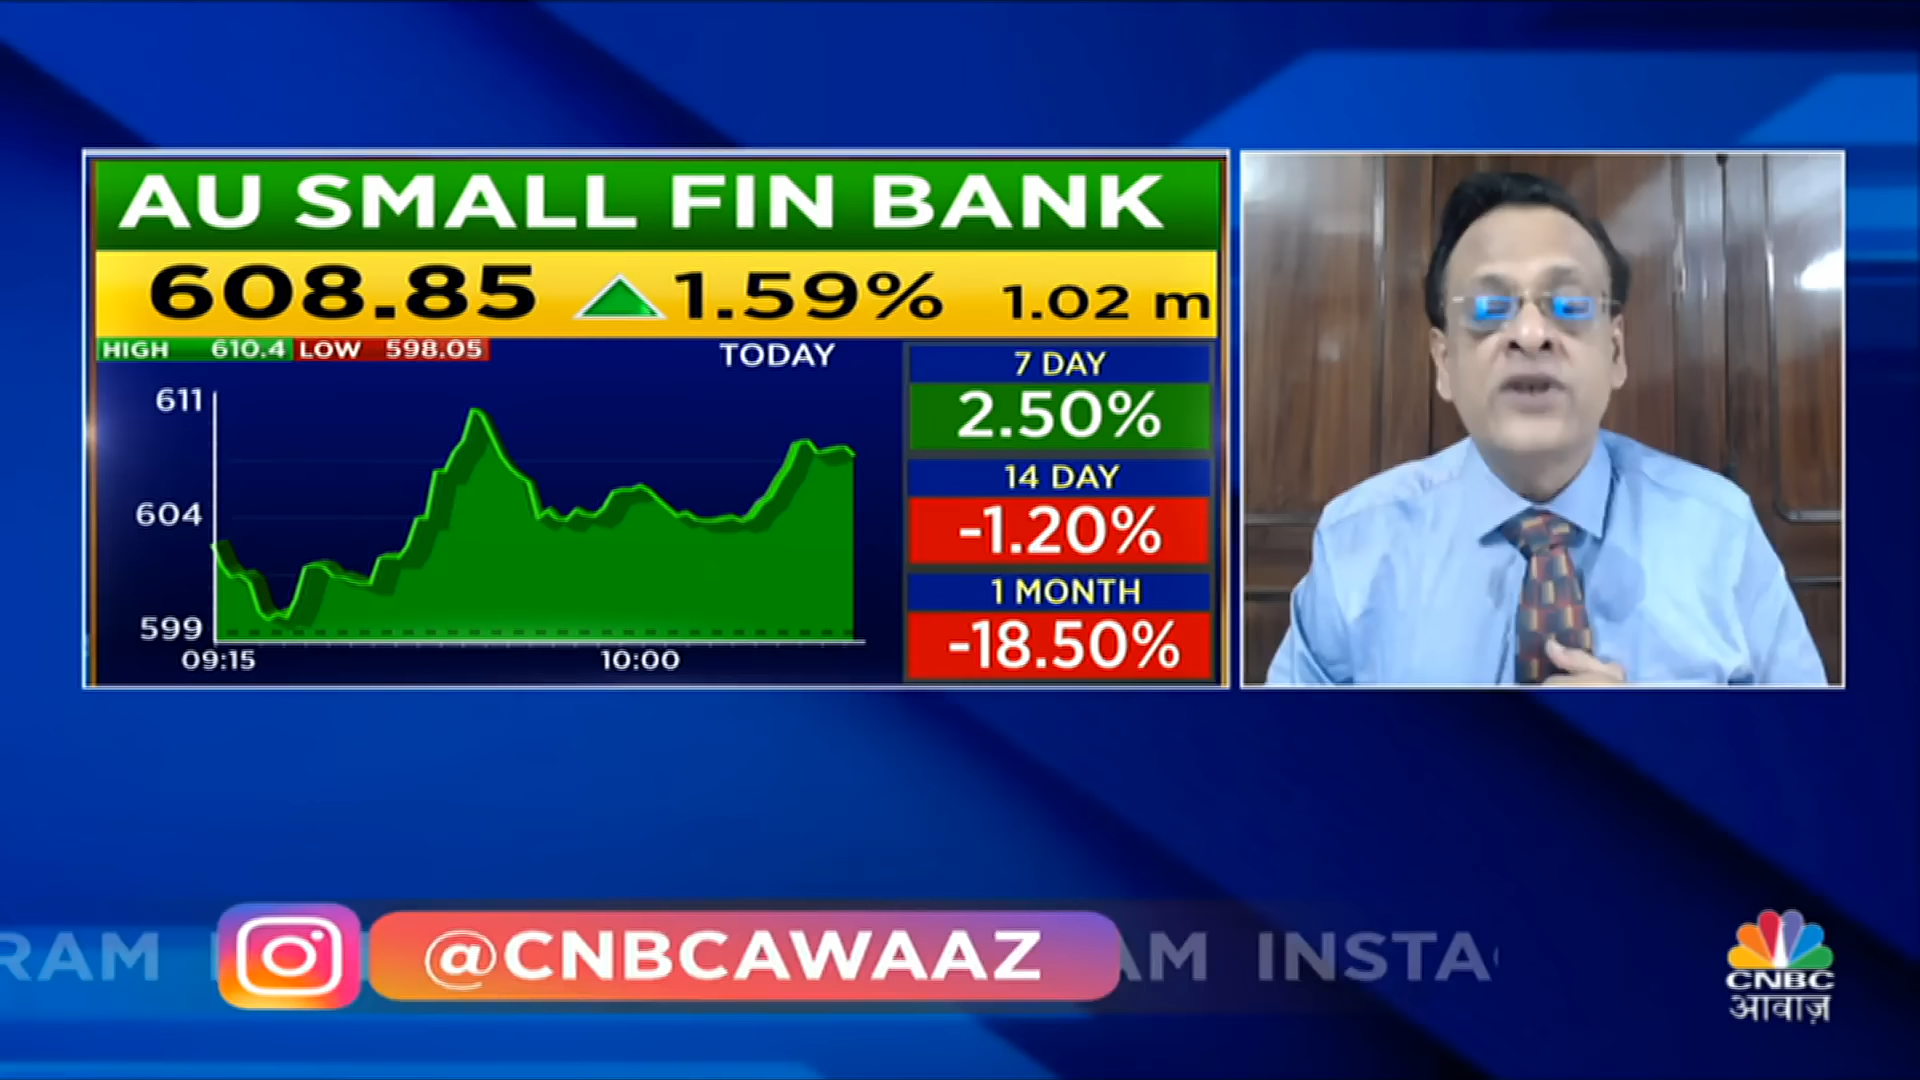 AU SMALL FIN BANK
608.85 1.59% 1.02 m
HIGH 610.4 LOW 598.05
TODAY
611
604
599
09:15 10:00
7 DAY
2.50%
14 DAY
-1.20%
1 MONTH
-18.50%
RAM @CNBCAWAAZ AM INSTA
CNBC
आवाज़